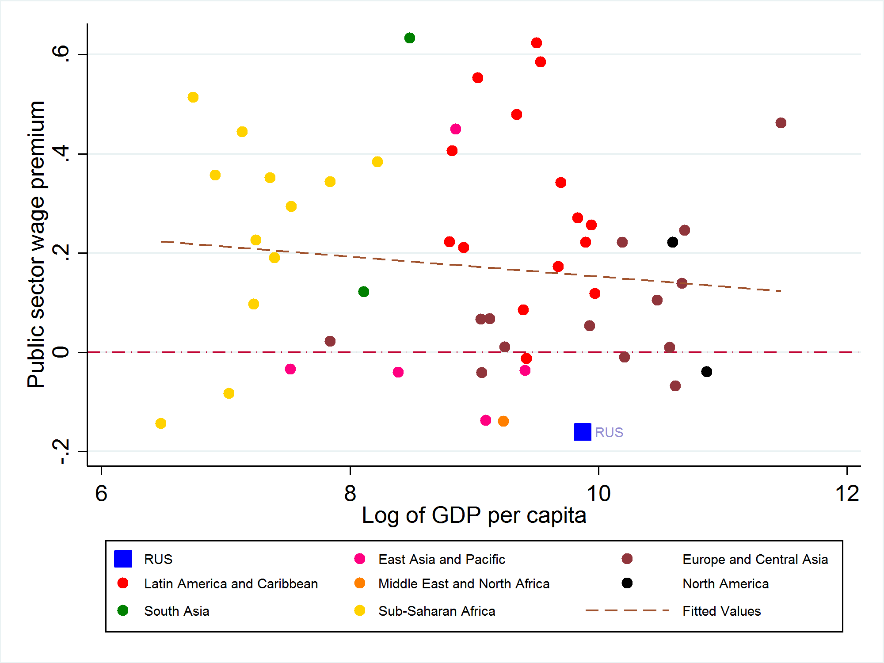 Public sector wage premium
.6
.4
.2
0
-.2
RUS
6
8
10
12
Log of GDP per capita
RUS
East Asia and Pacific
Europe and Central Asia
Latin America and Caribbean
Middle East and North Africa
North America
South Asia
Sub-Saharan Africa
Fitted Values